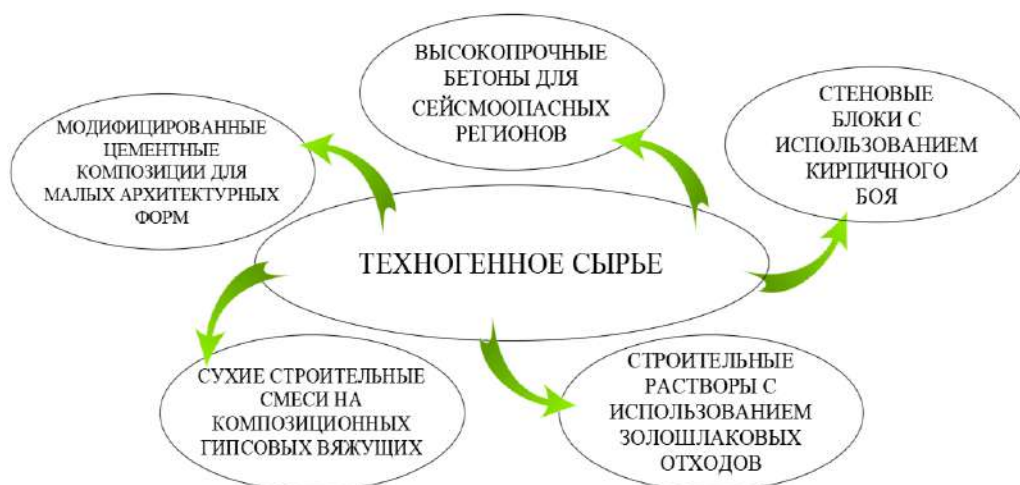 ВЫСОКОПРОЧНЫЕ
БЕТОНЫ ДЛЯ
СЕЙСМООПАСНЫХ
РЕГИОНОВ
МОДИФИЦИРОВАННЫЕ
ЦЕМЕНТНЫЕ
КОМПОЗИЦИИ ДЛЯ
МАЛЫХ АРХИТЕКТУРНЫХ
ФОРМ
СТЕНОВЫЕ
БЛОКИ С
ИСПОЛЬЗОВАНИЕМ
КИРПИЧНОГО
БОЯ
ТЕХНОГЕННОЕ СЫРЬЕ
СУХИЕ СТРОИТЕЛЬНЫЕ
СМЕСИ НА
КОМПОЗИЦИОННЫХ
ГИПСОВЫХ ВЯЖУЩИХ
СТРОИТЕЛЬНЫЕ
РАСТВОРЫ С
ИСПОЛЬЗОВАНИЕМ
ЗОЛОШЛАКОВЫХ
ОТХОДОВ